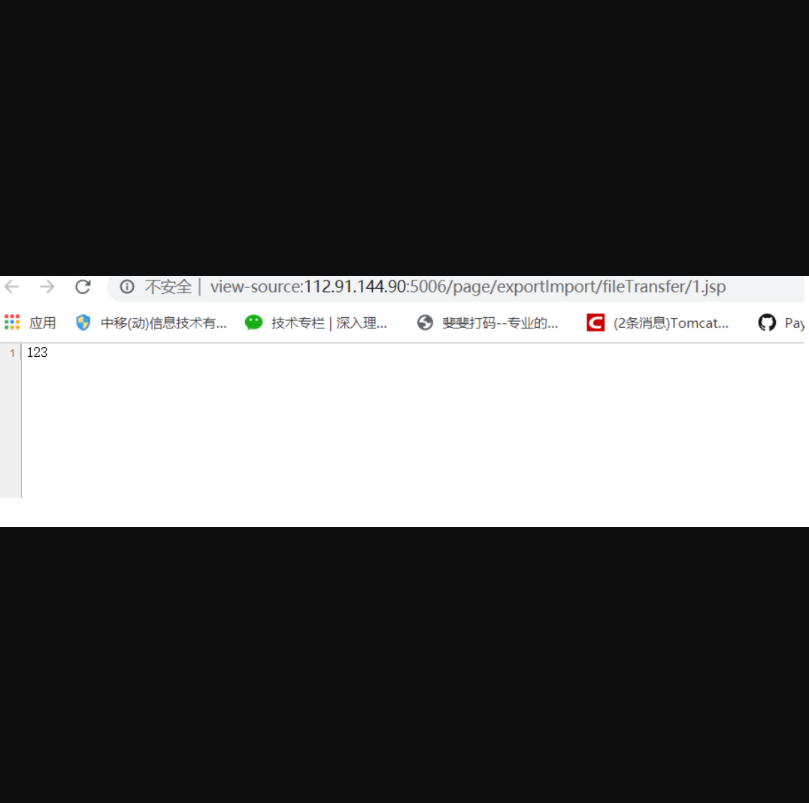 不安全 | view-source:112.91.144.90:5006/page/exportImport/fileTransfer/1.jsp
应用 中移(动)信息技术有... 技术专栏 | 深入理... 斐斐打码--专业的... (2条消息)Tomcat... Pay
1 123